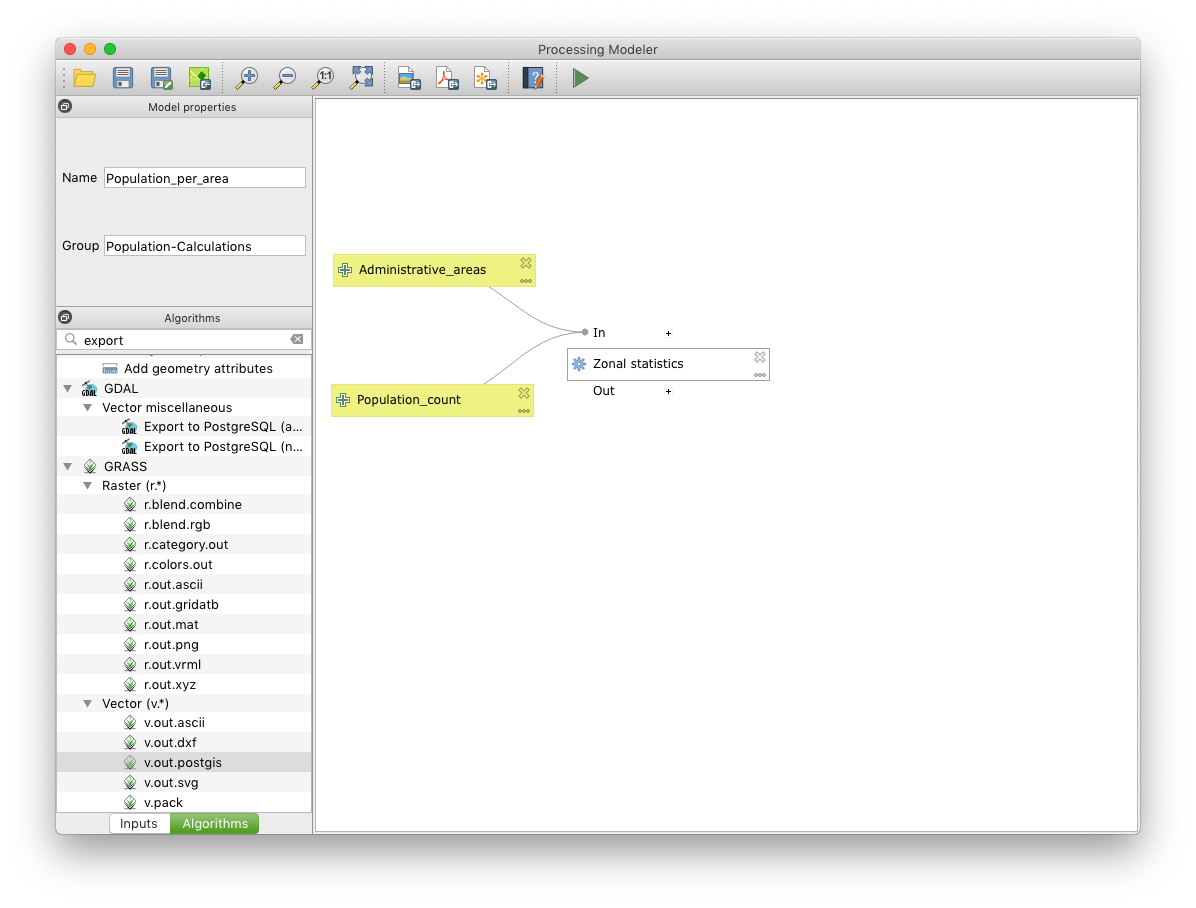 Processing Modeler
1:1
Model properties
Name Population_per_area
Group Population-Calculations
Algorithms
export
Add geometry attributes
GDAL
Vector miscellaneous
Export to PostgreSQL (a...
Export to PostgreSQL (n...
GRASS
Raster (r.*)
r.blend.combine
r.blend.rgb
r.category.out
r.colors.out
r.out.ascii
r.out.gridatb
r.out.mat
r.out.png
r.out.vrml
r.out.xyz
Vector (v.*)
v.out.ascii
v.out.dxf
v.out.postgis
v.out.svg
v.pack
Inputs Algorithms
Administrative_areas
In +
Zonal statistics
Out +
Population_count